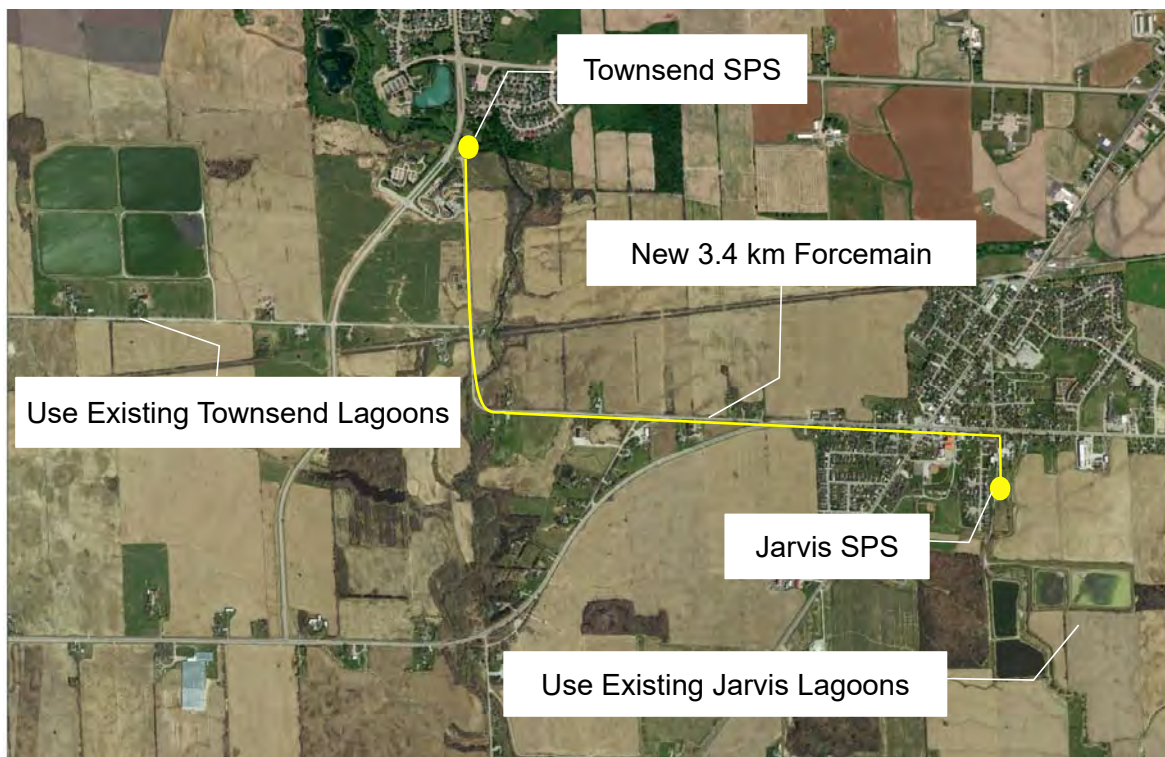 Townsend SPS
New 3.4 km Forcemain
Use Existing Townsend Lagoons
Jarvis SPS
Use Existing Jarvis Lagoons